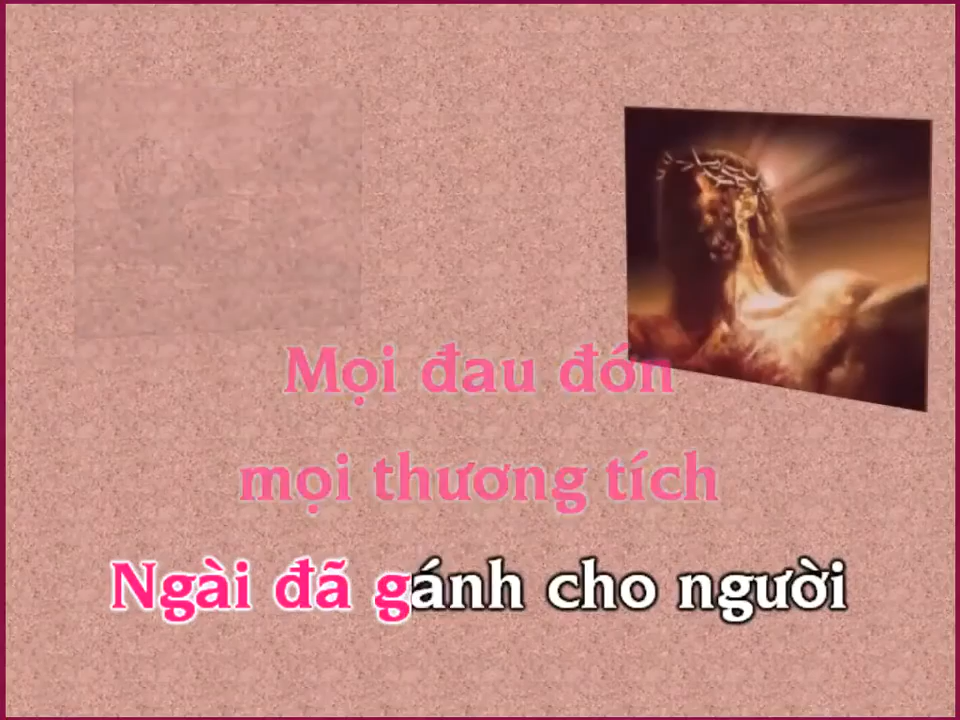 Mọi đau đớn
mọi thương tích
Ngài đã gánh cho người